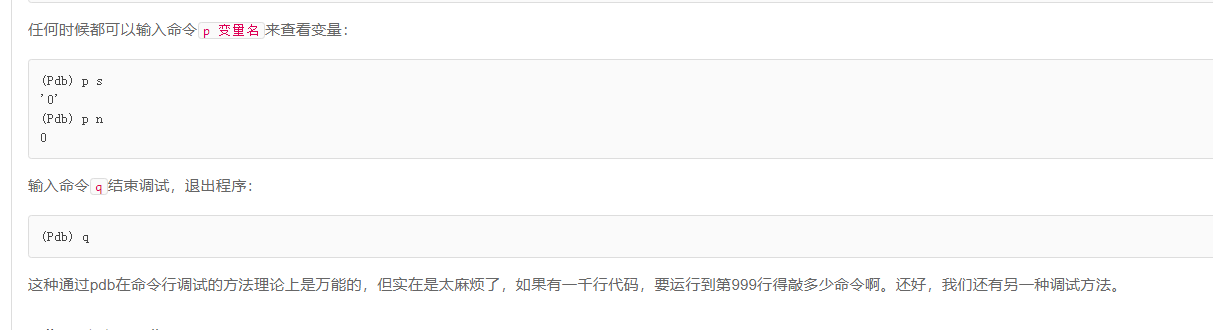 任何时候都可以输入命令p 变量名来查看变量：
(Pdb) p s
'0'
(Pdb) p n
0
输入命令q结束调试，退出程序：
(Pdb) q
这种通过pdb在命令行调试的方法理论上是万能的，但实在是太麻烦了，如果有一千行代码，要运行到第999行得敲多少命令啊。还好，我们还有另一种调试方法。